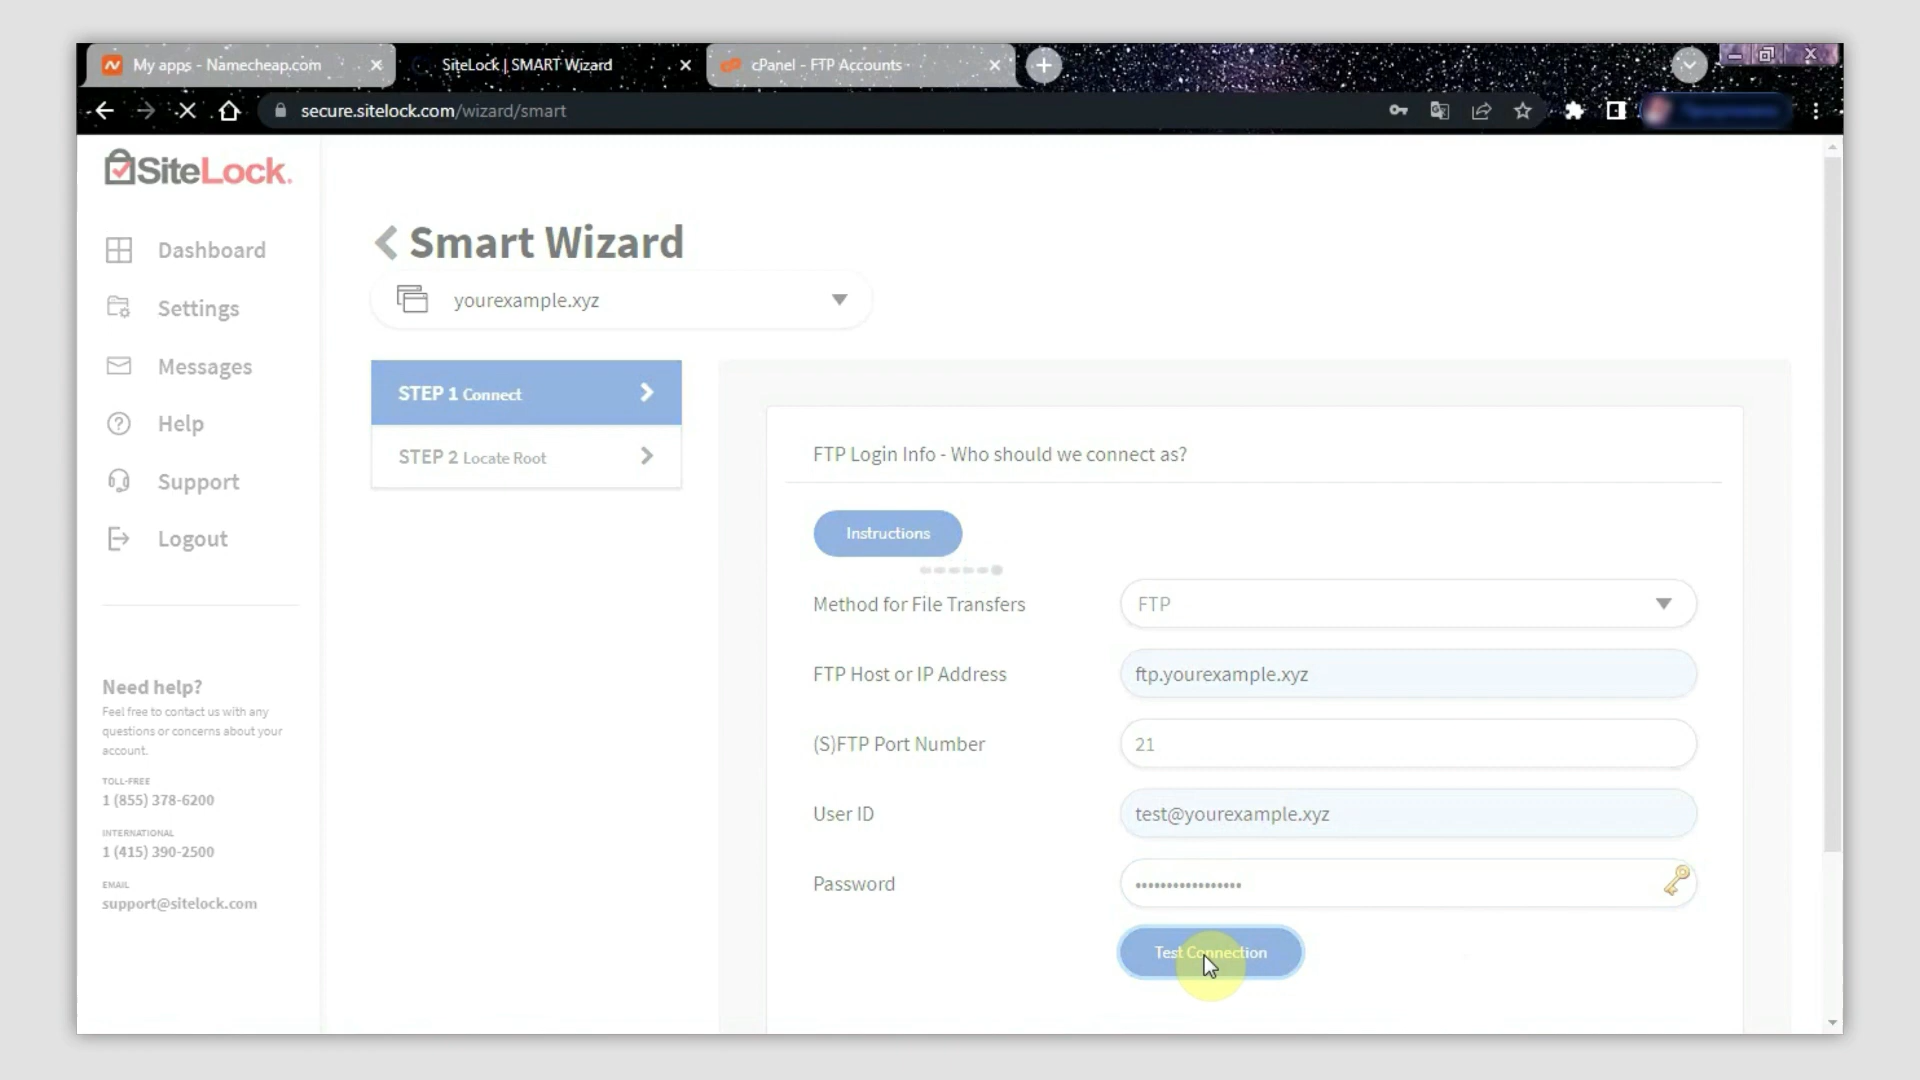 My apps - Namecheap.com
SiteLock | SMART Wizard
cPanel - FTP Accounts
secure.sitelock.com/wizard/smart
SiteLock.
Dashboard
Settings
Messages
Help
Support
Logout
Need help?
Feel free to contact us with any
questions or concerns about your
account.
TOLL-FREE
1 (855) 378-6200
INTERNATIONAL
1 (415) 390-2500
EMAIL
support@sitelock.com
Smart Wizard
yourexample.xyz
STEP 1 Connect
STEP 2 Locate Root
FTP Login Info - Who should we connect as?
Instructions
Method for File Transfers
FTP
FTP Host or IP Address
ftp.yourexample.xyz
(S)FTP Port Number
21
User ID
test@yourexample.xyz
Password
•••••••••••••••••
Test Connection